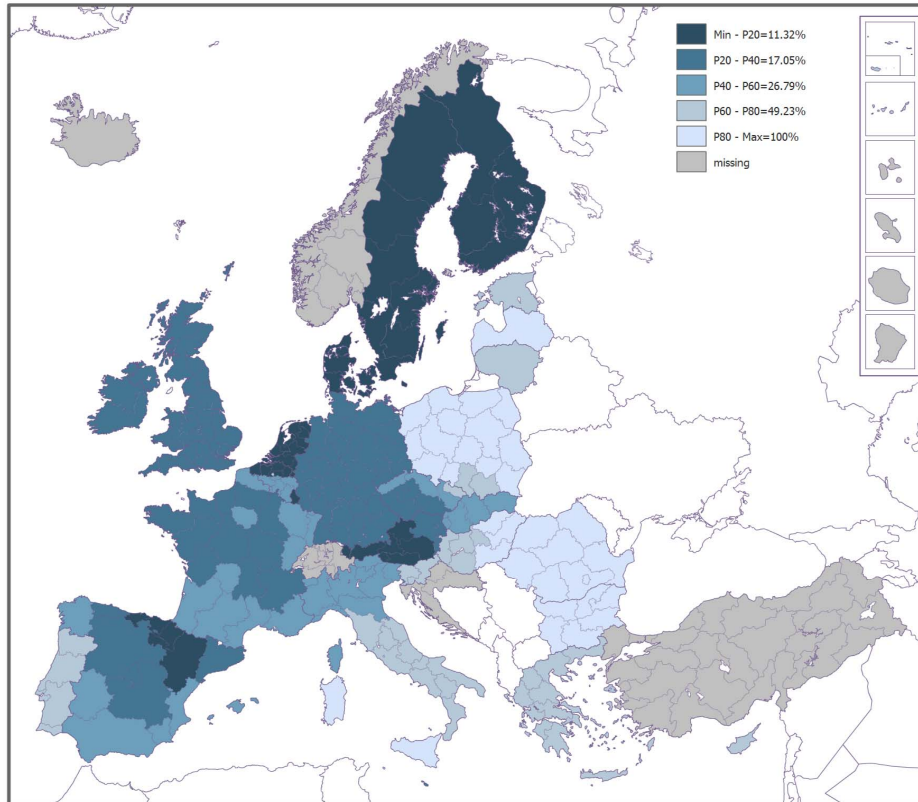 Min - P20=11.32%
P20 - P40=17.05%
P40 - P60=26.79%
P60 - P80=49.23%
P80 - Max=100%
missing